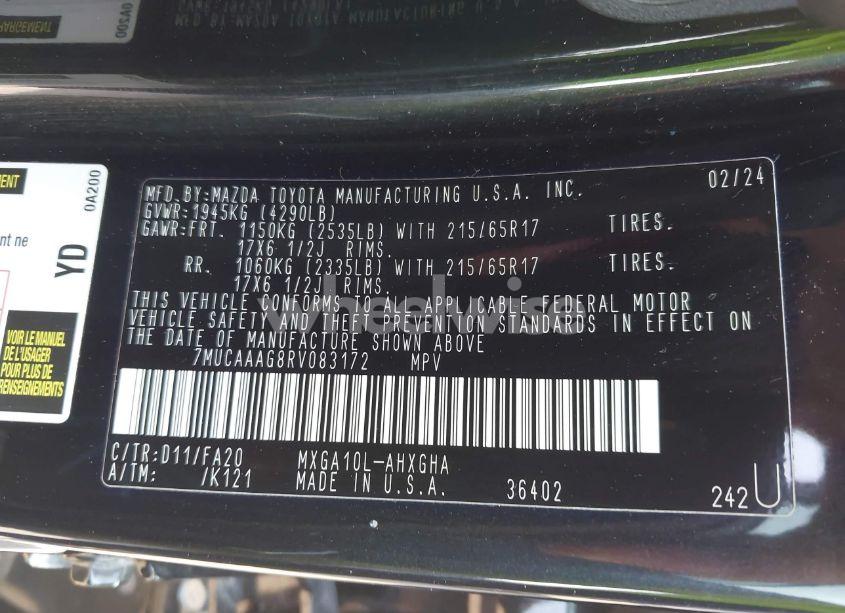 MFD.BY:MAZDA TOYOTA MANUFACTURING U.S.A. INC. 02/24
GVWR:1945KG (4290LB)
GAWR:FRT. 1150KG (2535LB) WITH 215/65R17 TIRES.
17X6 1/2J RIMS.
RR. 1060KG (2335LB) WITH 215/65R17 TIRES.
17X6 1/2J RIMS.
THIS VEHICLE CONFORMS TO ALL APPLICABLE FEDERAL MOTOR
VEHICLE SAFETY AND THEFT PREVENTION STANDARDS IN EFFECT ON
THE DATE OF MANUFACTURE SHOWN ABOVE
7MUCAAAG8RV083172 MPV
C/TR:D11/FA20 MXGA10L-AHXGHA
A/TM: /K121 MADE IN U.S.A. 36402 242 U
wheelwise
0A200
YD
nt ne
VOIR LE MANUEL
DE L'USAGER
POUR PLUS DE
RENSEIGNEMENTS